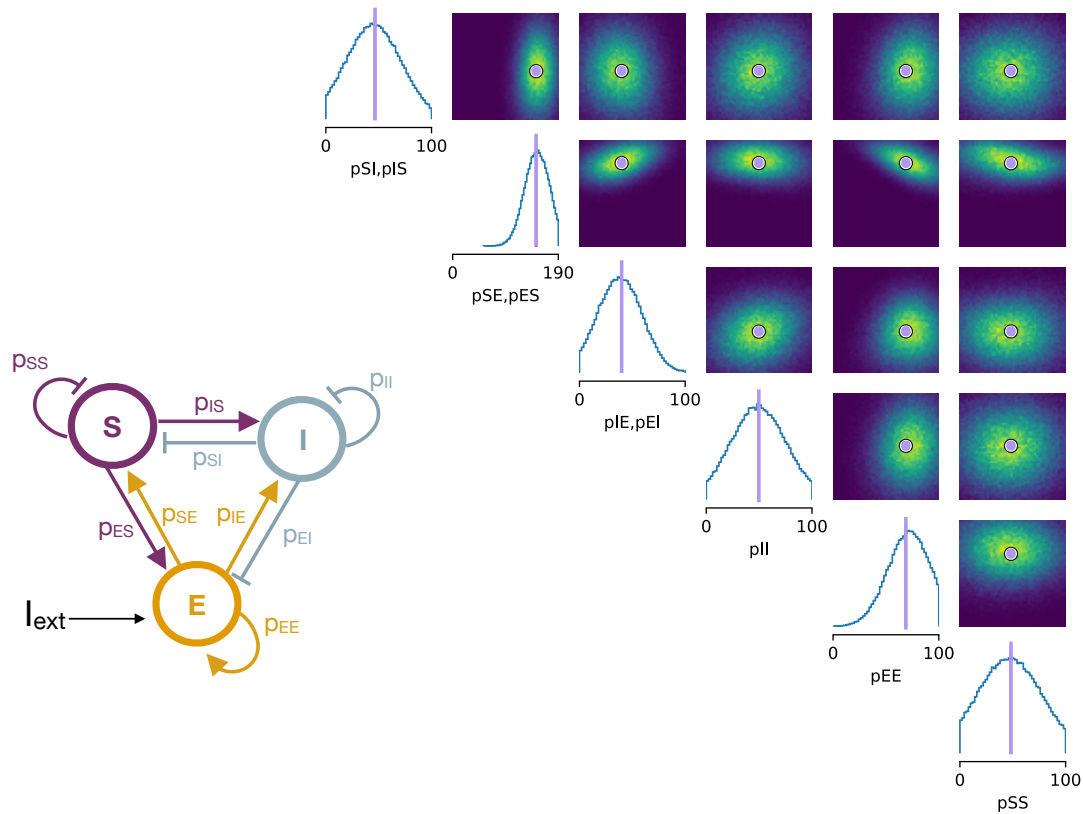 0 100
pSI,pIS
0 190
pSE,pES
0 100
pIE,pEI
0 100
pII
0 100
pEE
0 100
pSS
pSS
pII
S
pIS
I
pSI
pES
pSE
pIE
pEI
E
Iext
pEE